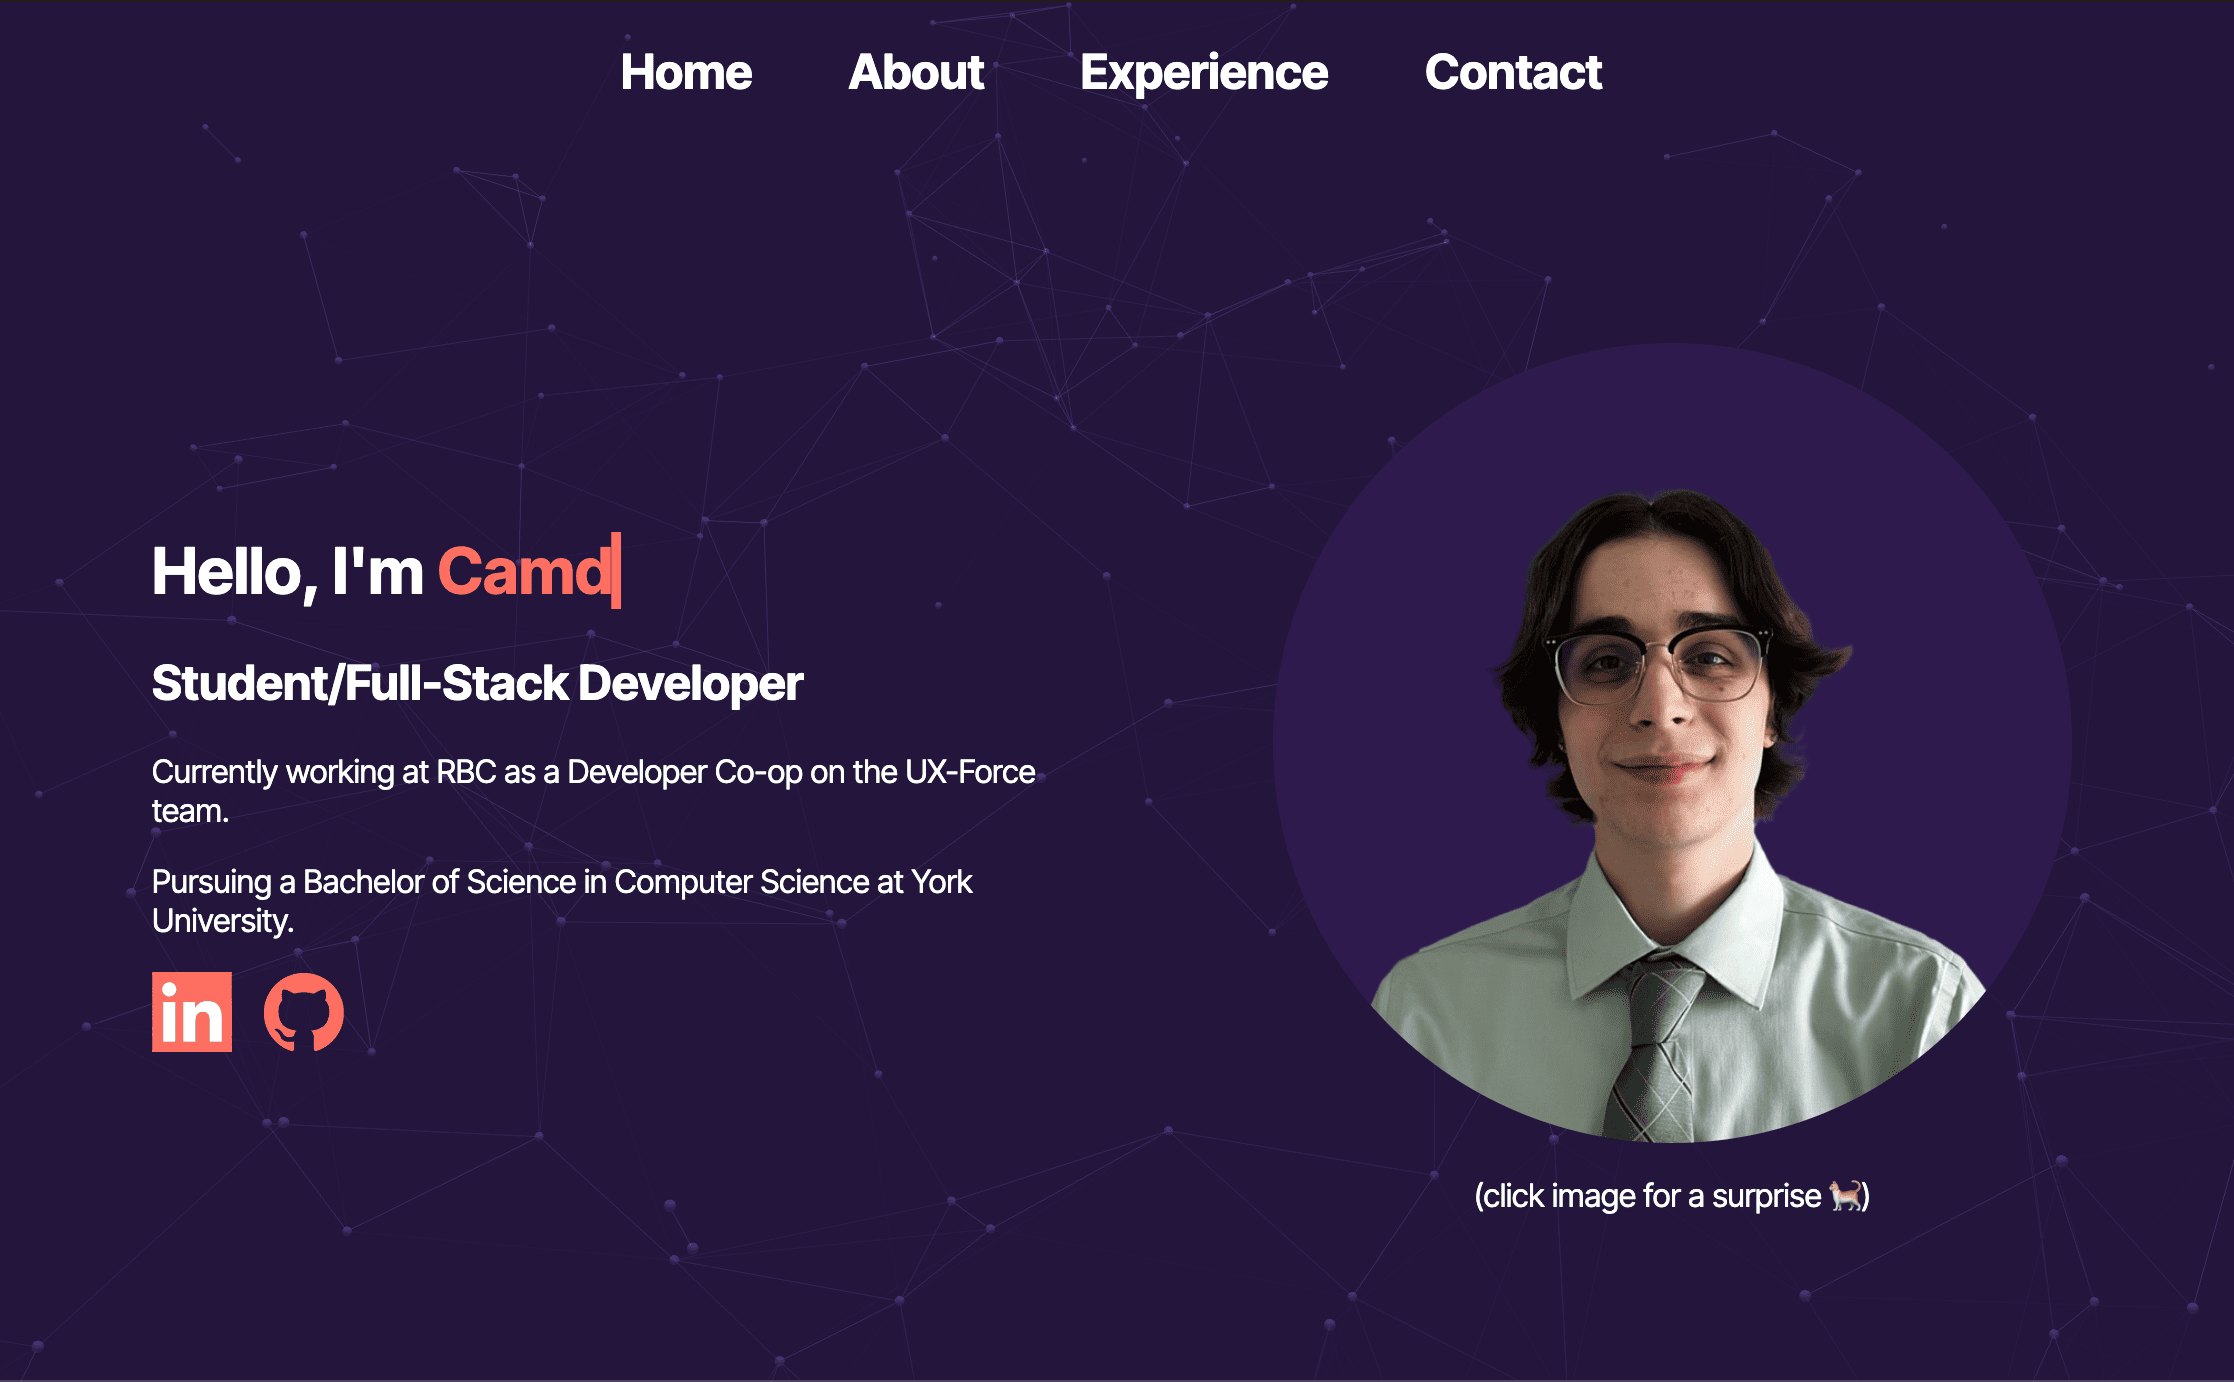 Home About Experience Contact
Hello, I'm Camd
Student/Full-Stack Developer
Currently working at RBC as a Developer Co-op on the UX-Force
team.
Pursuing a Bachelor of Science in Computer Science at York
University.
in
(click image for a surprise 🐈)